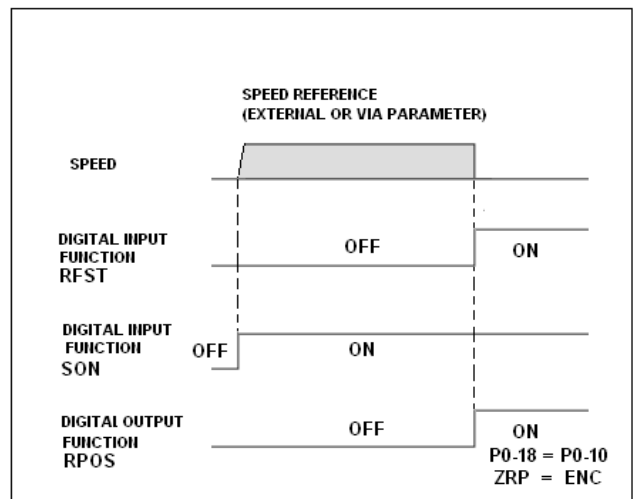 SPEED REFERENCE
(EXTERNAL OR VIA PARAMETER)
SPEED
DIGITAL INPUT
FUNCTION
RFST
OFF
ON
DIGITAL INPUT
FUNCTION
SON
OFF
ON
DIGITAL OUTPUT
FUNCTION
RPOS
OFF
ON
P0-18 = P0-10
ZRP = ENC